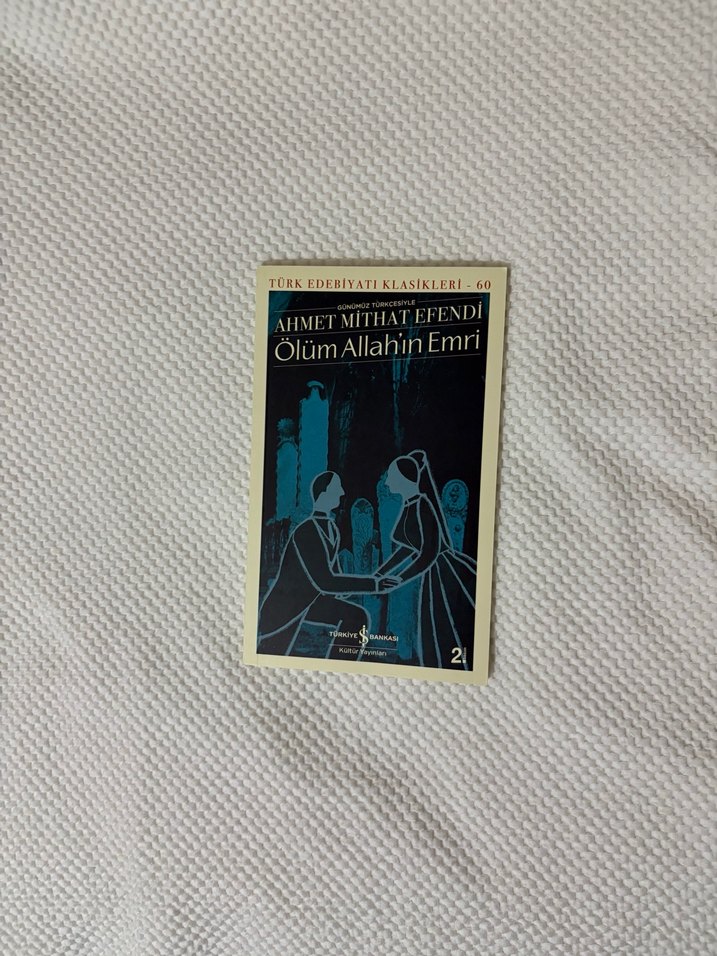 TÜRK EDEBİYATI KLASİKLERİ - 60
GÜNÜMÜZ TÜRKÇESİYLE
AHMET MİTHAT EFENDİ
Ölüm Allah'ın Emri
TÜRKİYE İŞ BANKASI
Kültür Yayınları
2.